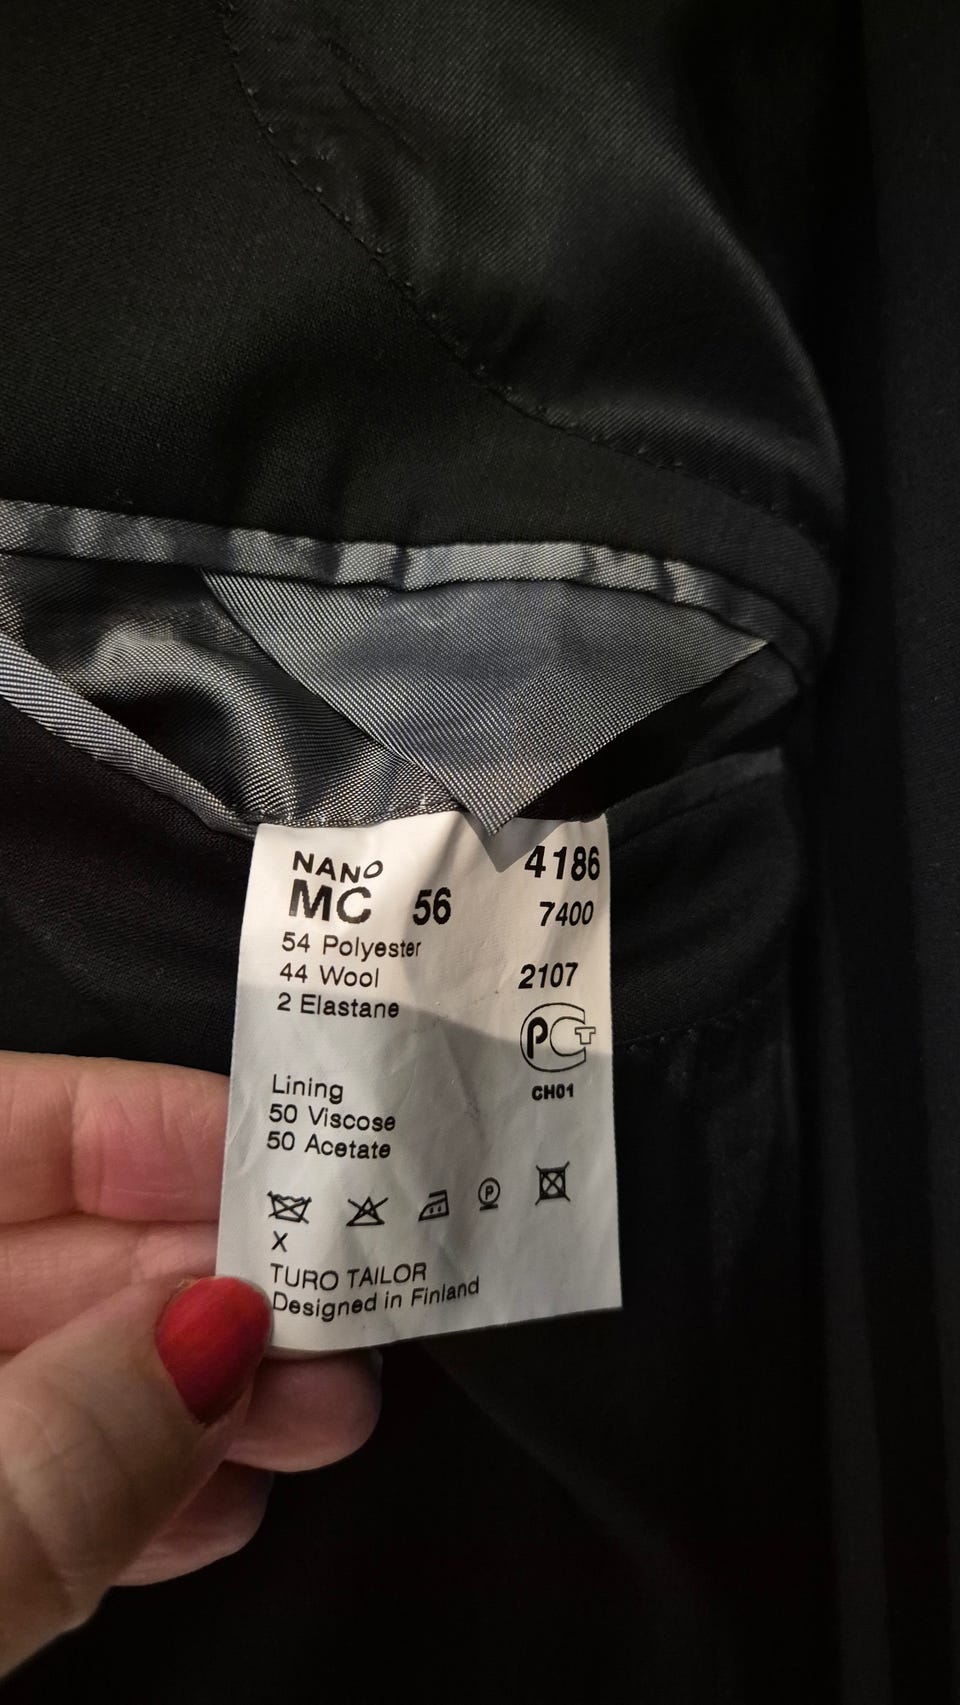 NANO 4186
MC 56 7400
54 Polyester
44 Wool 2107
2 Elastane
PCT
CH01
Lining
50 Viscose
50 Acetate
P
X
TURO TAILOR
Designed in Finland